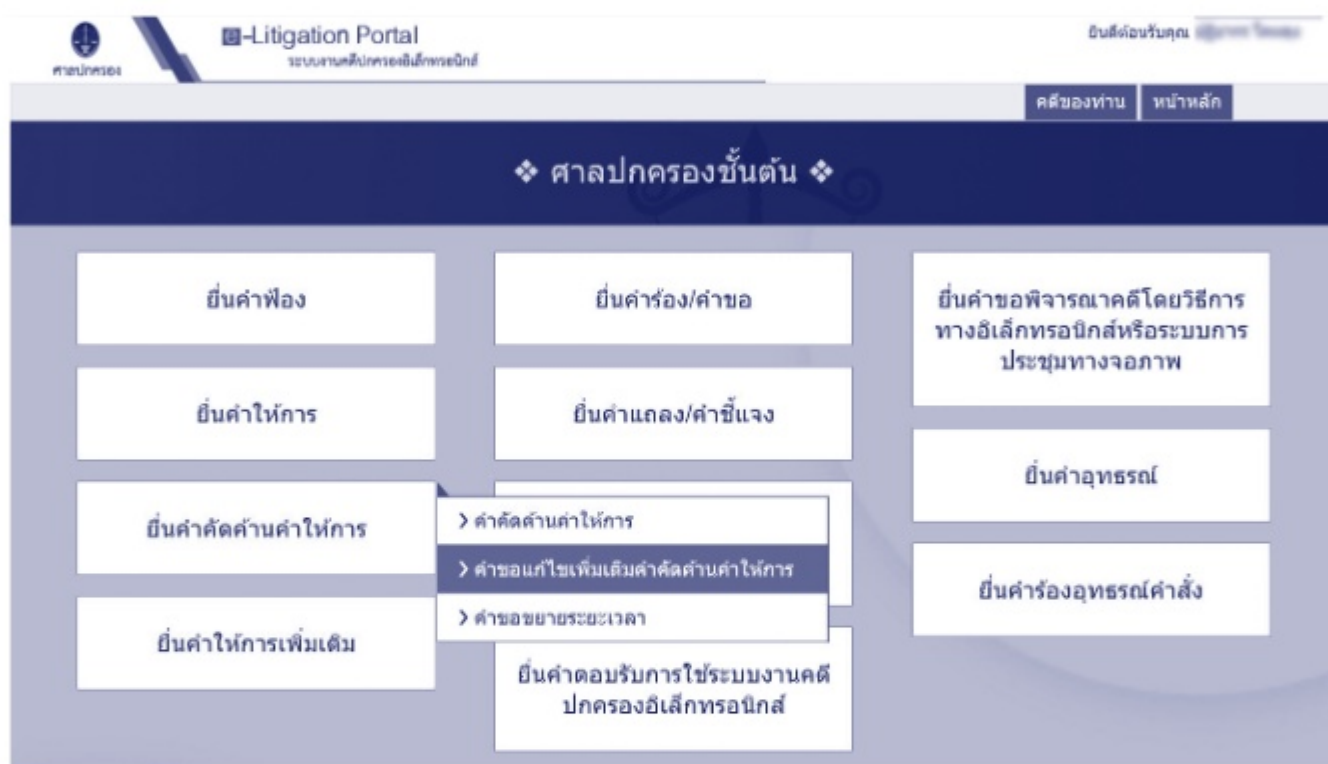 ศาลปกครอง
e-Litigation Portal
ระบบงานคดีปกครองอิเล็กทรอนิกส์
ยินดีต้อนรับคุณ
คดีของท่าน
หน้าหลัก
❖ ศาลปกครองชั้นต้น ❖
ยื่นคำฟ้อง
ยื่นคำให้การ
ยื่นคำคัดค้านคำให้การ
ยื่นคำให้การเพิ่มเติม
ยื่นคำร้อง/คำขอ
ยื่นคำแถลง/คำชี้แจง
> คำคัดค้านคำให้การ
> คำขอแก้ไขเพิ่มเติมคำคัดค้านคำให้การ
> คำขอขยายระยะเวลา
ยื่นคำตอบรับการใช้ระบบงานคดี
ปกครองอิเล็กทรอนิกส์
ยื่นคำขอพิจารณาคดีโดยวิธีการ
ทางอิเล็กทรอนิกส์หรือระบบการ
ประชุมทางจอภาพ
ยื่นคำอุทธรณ์
ยื่นคำร้องอุทธรณ์คำสั่ง